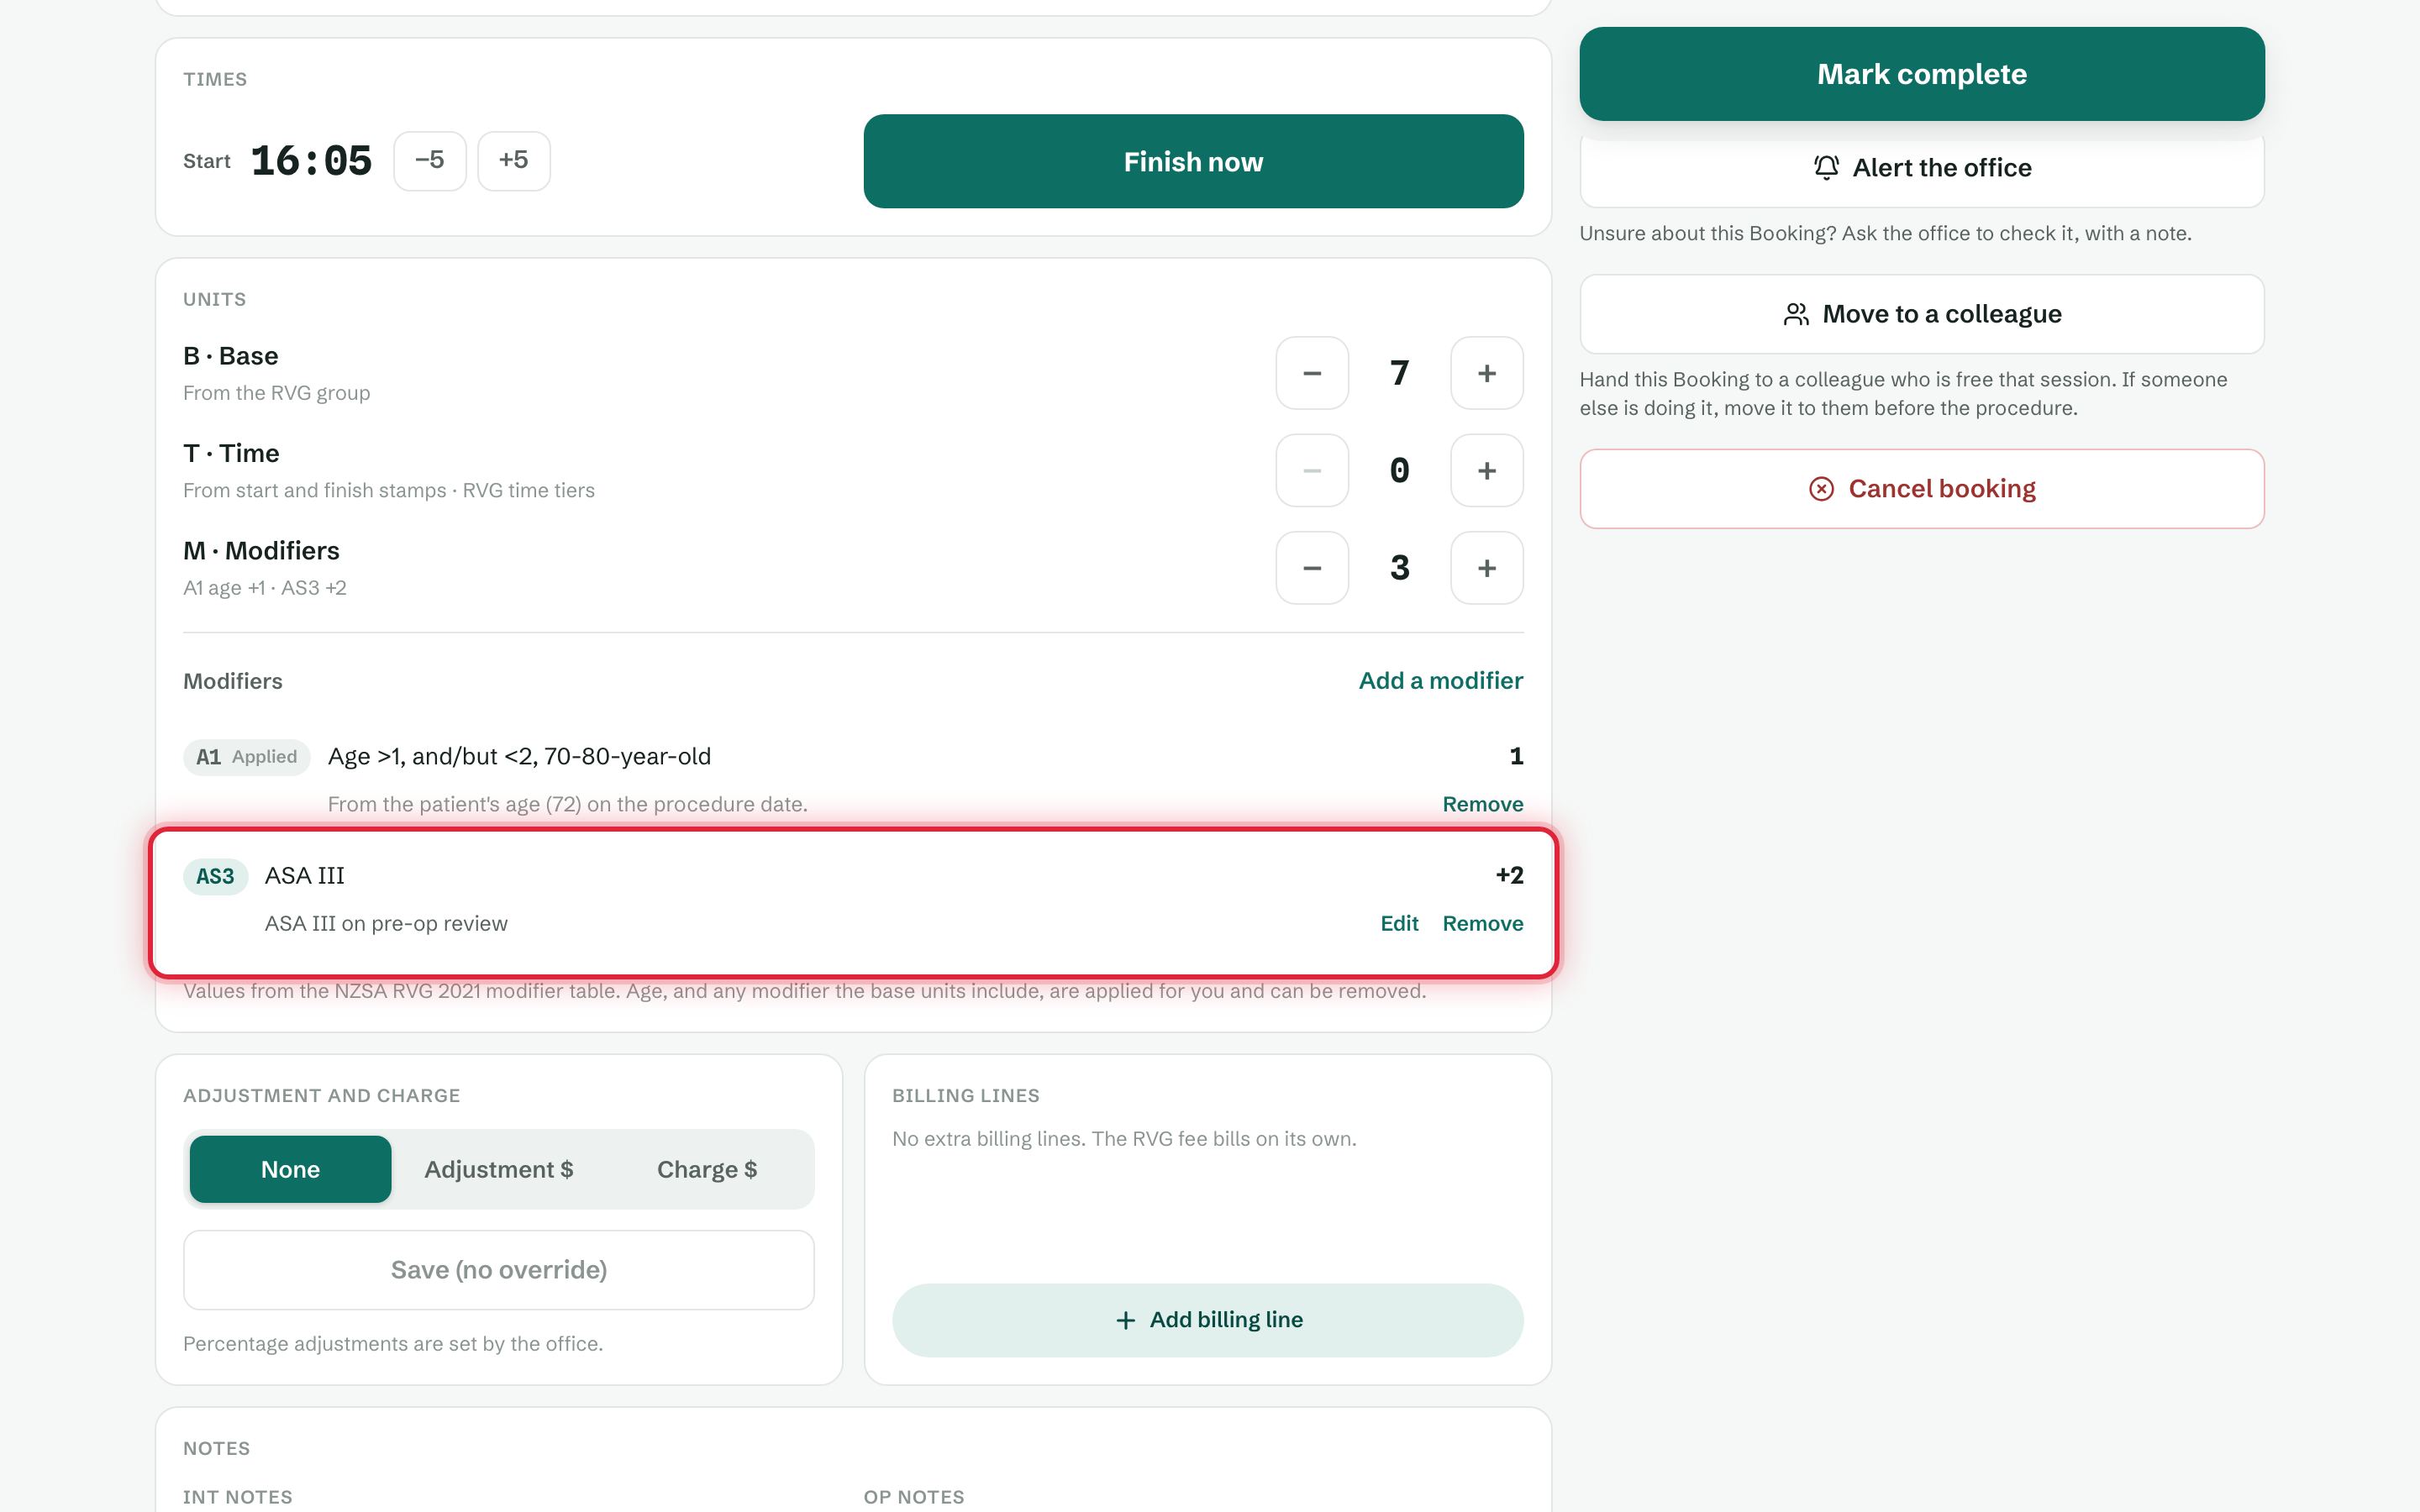 TIMES
Start 16:05 −5 +5
Finish now
UNITS
B · Base
From the RVG group
− 7 +
T · Time
From start and finish stamps · RVG time tiers
− 0 +
M · Modifiers
A1 age +1 · AS3 +2
− 3 +
Modifiers
Add a modifier
A1 Applied Age >1, and/but <2, 70-80-year-old 1
From the patient's age (72) on the procedure date. Remove
AS3 ASA III +2
ASA III on pre-op review Edit Remove
Values from the NZSA RVG 2021 modifier table. Age, and any modifier the base units include, are applied for you and can be removed.
ADJUSTMENT AND CHARGE
None Adjustment $ Charge $
Save (no override)
Percentage adjustments are set by the office.
BILLING LINES
No extra billing lines. The RVG fee bills on its own.
+ Add billing line
NOTES
INT NOTES
OP NOTES
Mark complete
Alert the office
Unsure about this Booking? Ask the office to check it, with a note.
Move to a colleague
Hand this Booking to a colleague who is free that session. If someone
else is doing it, move it to them before the procedure.
Cancel booking